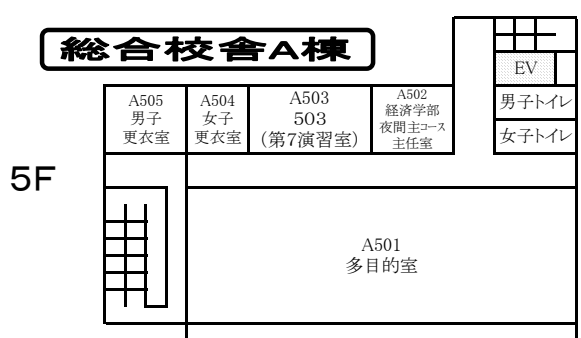 総合校舎A棟
EV
A505
男子
更衣室
A504
女子
更衣室
A503
503
(第7演習室)
A502
経済学部
夜間主コース
主任室
男子トイレ
女子トイレ
5F
A501
多目的室